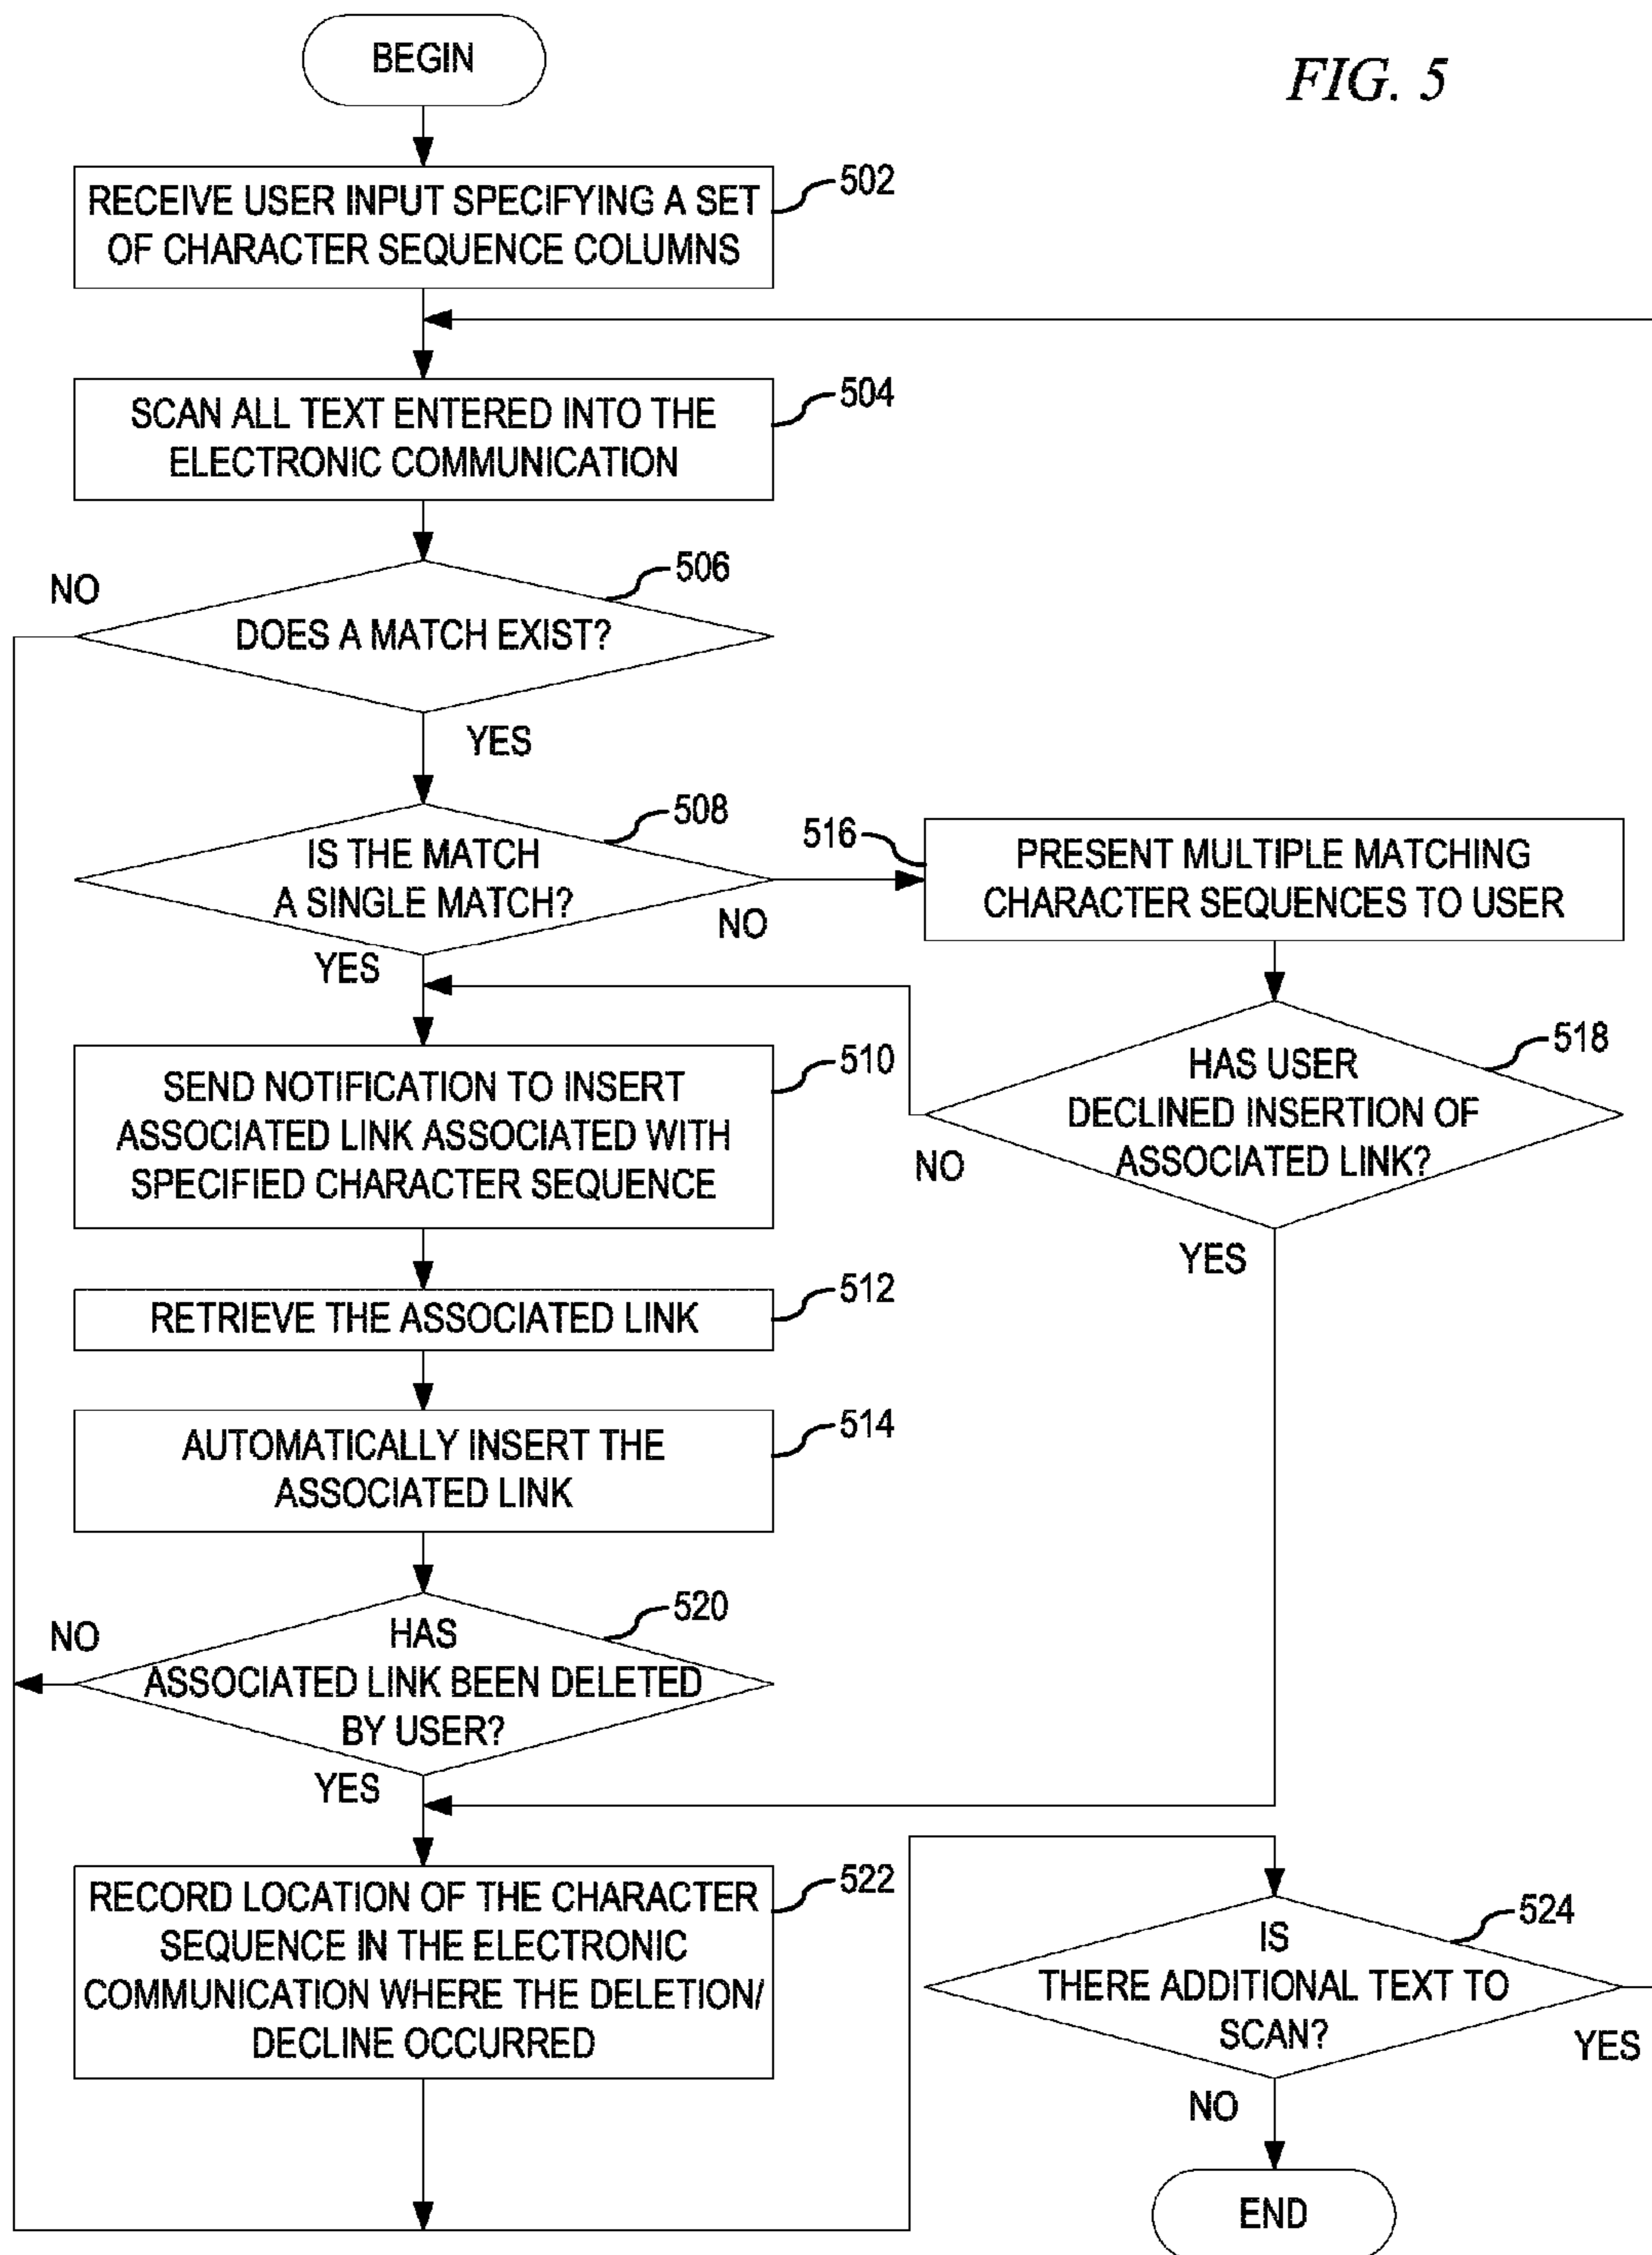 BEGIN
FIG. 5
RECEIVE USER INPUT SPECIFYING A SET
OF CHARACTER SEQUENCE COLUMNS
502
SCAN ALL TEXT ENTERED INTO THE
ELECTRONIC COMMUNICATION
504
NO
DOES A MATCH EXIST?
506
YES
IS THE MATCH
A SINGLE MATCH?
508
NO
YES
516
PRESENT MULTIPLE MATCHING
CHARACTER SEQUENCES TO USER
HAS USER
DECLINED INSERTION OF
ASSOCIATED LINK?
518
NO
YES
SEND NOTIFICATION TO INSERT
ASSOCIATED LINK ASSOCIATED WITH
SPECIFIED CHARACTER SEQUENCE
510
RETRIEVE THE ASSOCIATED LINK
512
AUTOMATICALLY INSERT THE
ASSOCIATED LINK
514
NO
HAS
ASSOCIATED LINK BEEN DELETED
BY USER?
520
YES
RECORD LOCATION OF THE CHARACTER
SEQUENCE IN THE ELECTRONIC
COMMUNICATION WHERE THE DELETION/
DECLINE OCCURRED
522
IS
THERE ADDITIONAL TEXT TO
SCAN?
524
YES
NO
END